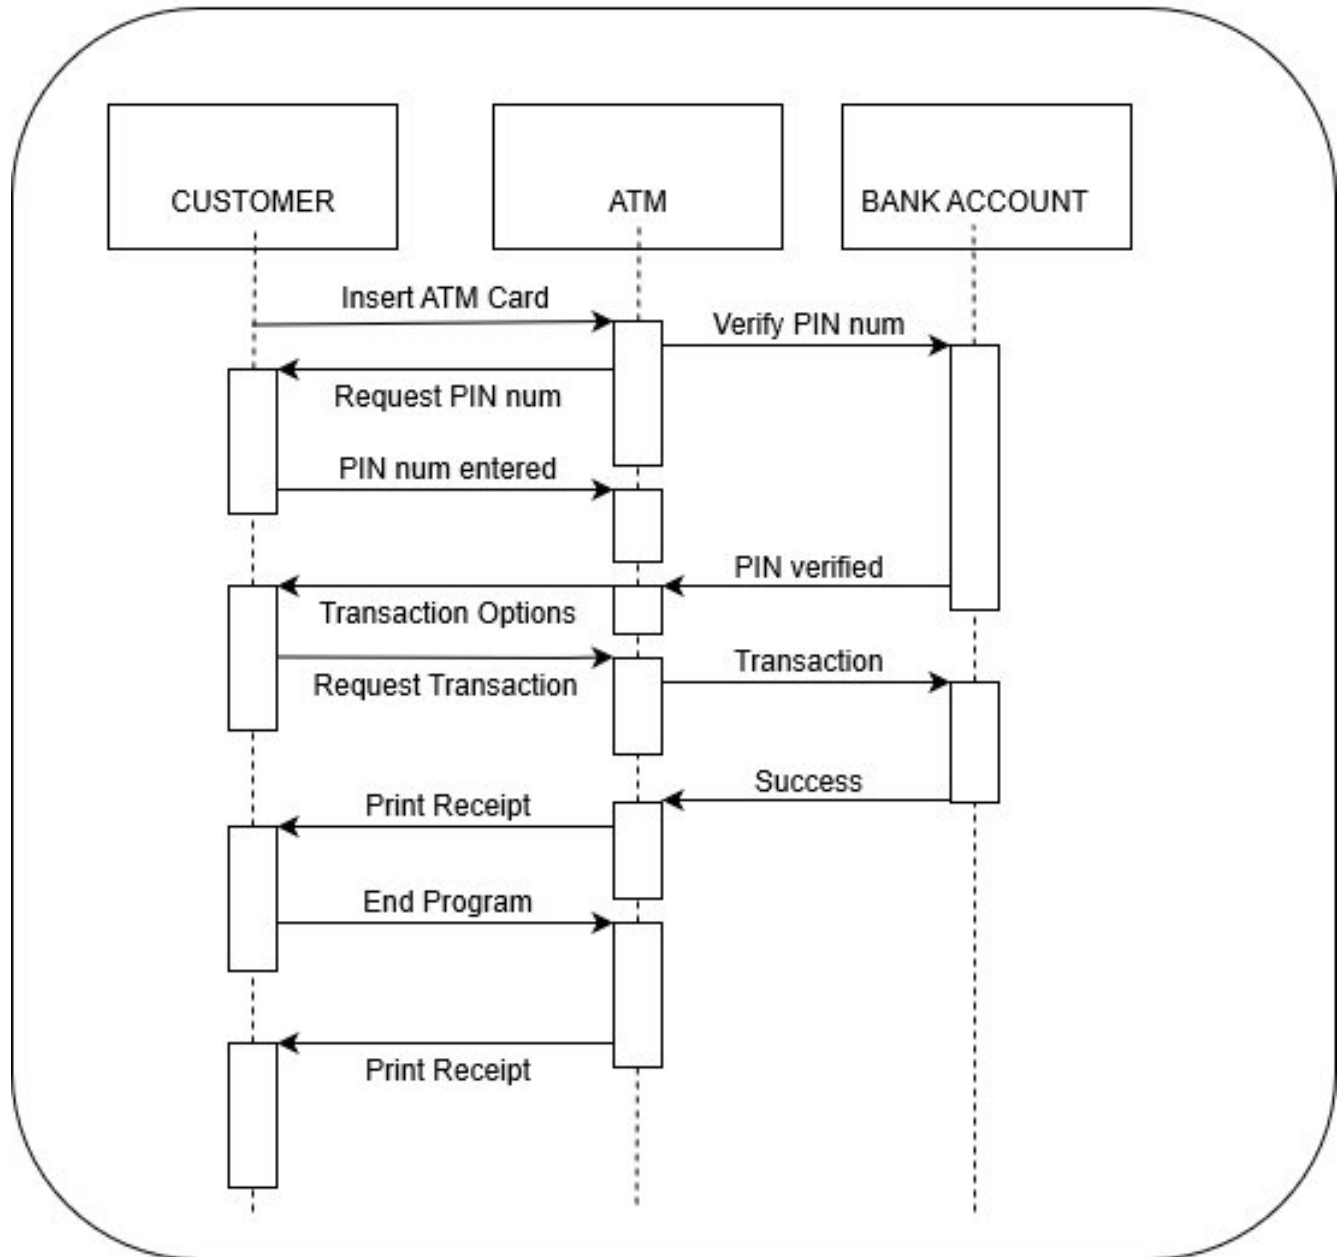 CUSTOMER
ATM
BANK ACCOUNT
Insert ATM Card
Verify PIN num
Request PIN num
PIN num entered
PIN verified
Transaction Options
Transaction
Request Transaction
Success
Print Receipt
End Program
Print Receipt